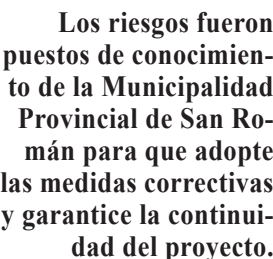 Los riesgos fueron
puestos de conocimien-
to de la Municipalidad
Provincial de San Ro-
mán para que adopte
las medidas correctivas
y garantice la continui-
dad del proyecto.